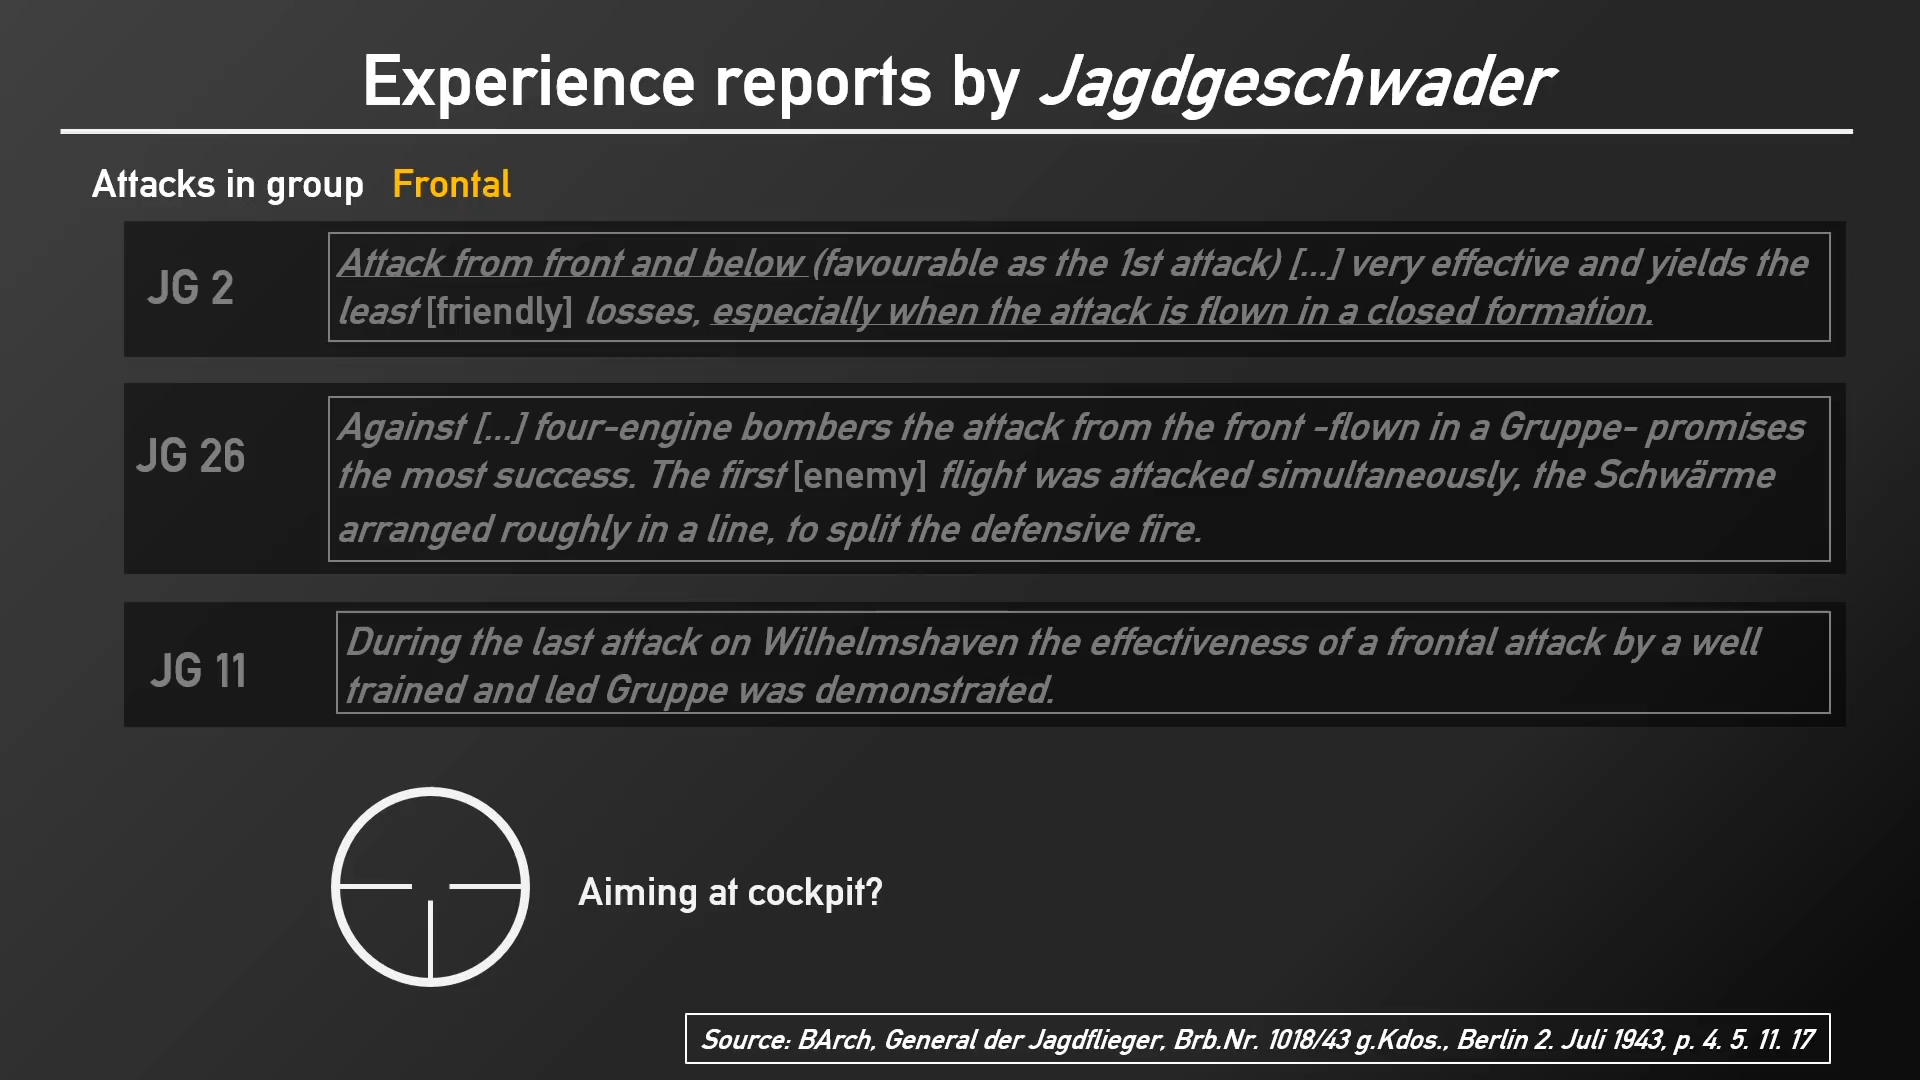 Experience reports by Jagdgeschwader
Attacks in group Frontal
JG 2
Attack from front and below (favourable as the 1st attack) [...] very effective and yields the
least [friendly] losses, especially when the attack is flown in a closed formation.
JG 26
Against [...] four-engine bombers the attack from the front -flown in a Gruppe- promises
the most success. The first [enemy] flight was attacked simultaneously, the Schwärme
arranged roughly in a line, to split the defensive fire.
JG 11
During the last attack on Wilhelmshaven the effectiveness of a frontal attack by a well
trained and led Gruppe was demonstrated.
Aiming at cockpit?
Source: BArch, General der Jagdflieger, Brb.Nr. 1018/43 g.Kdos., Berlin 2. Juli 1943, p. 4. 5. 11. 17